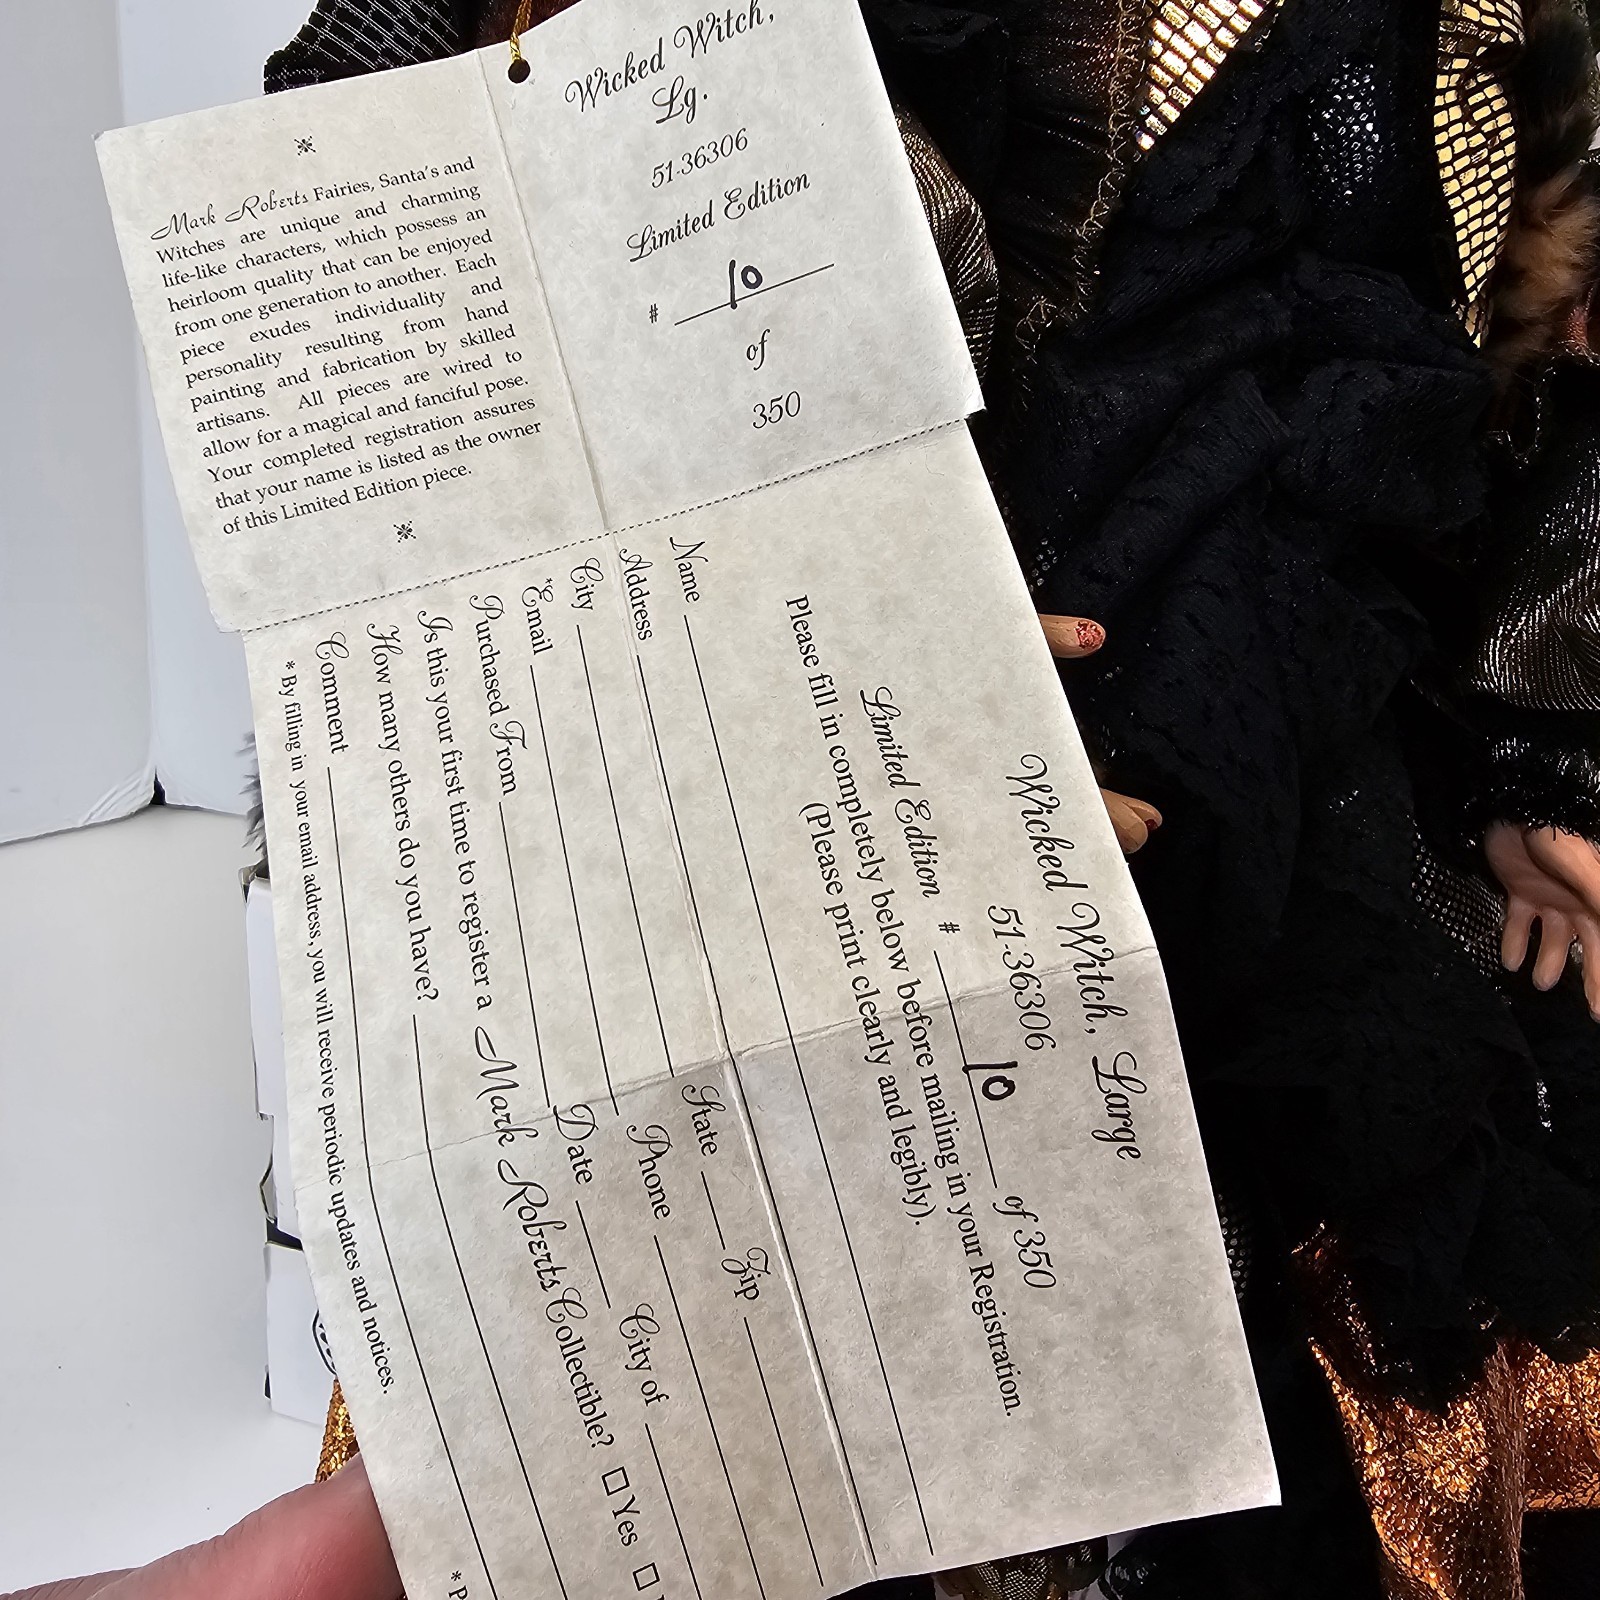 Mark Roberts Fairies, Santa's and
Witches are unique and charming
life-like characters, which possess an
heirloom quality that can be enjoyed
from one generation to another. Each
piece exudes individuality and
personality resulting from hand
painting and fabrication by skilled
artisans. All pieces are wired to
allow for a magical and fanciful pose.
Your completed registration assures
that your name is listed as the owner
of this Limited Edition piece.
Wicked Witch,
Lg.
51-36306
Limited Edition
# 10
of
350
Wicked Witch, Large
51-36306
Limited Edition # 10 of 350
Please fill in completely below before mailing in your Registration.
(Please print clearly and legibly).
Name
Address
City State Zip
*Email Phone
Purchased From Date City of
Is this your first time to register a Mark Roberts Collectible? Yes
How many others do you have?
Comment
* By filling in your email address, you will receive periodic updates and notices.